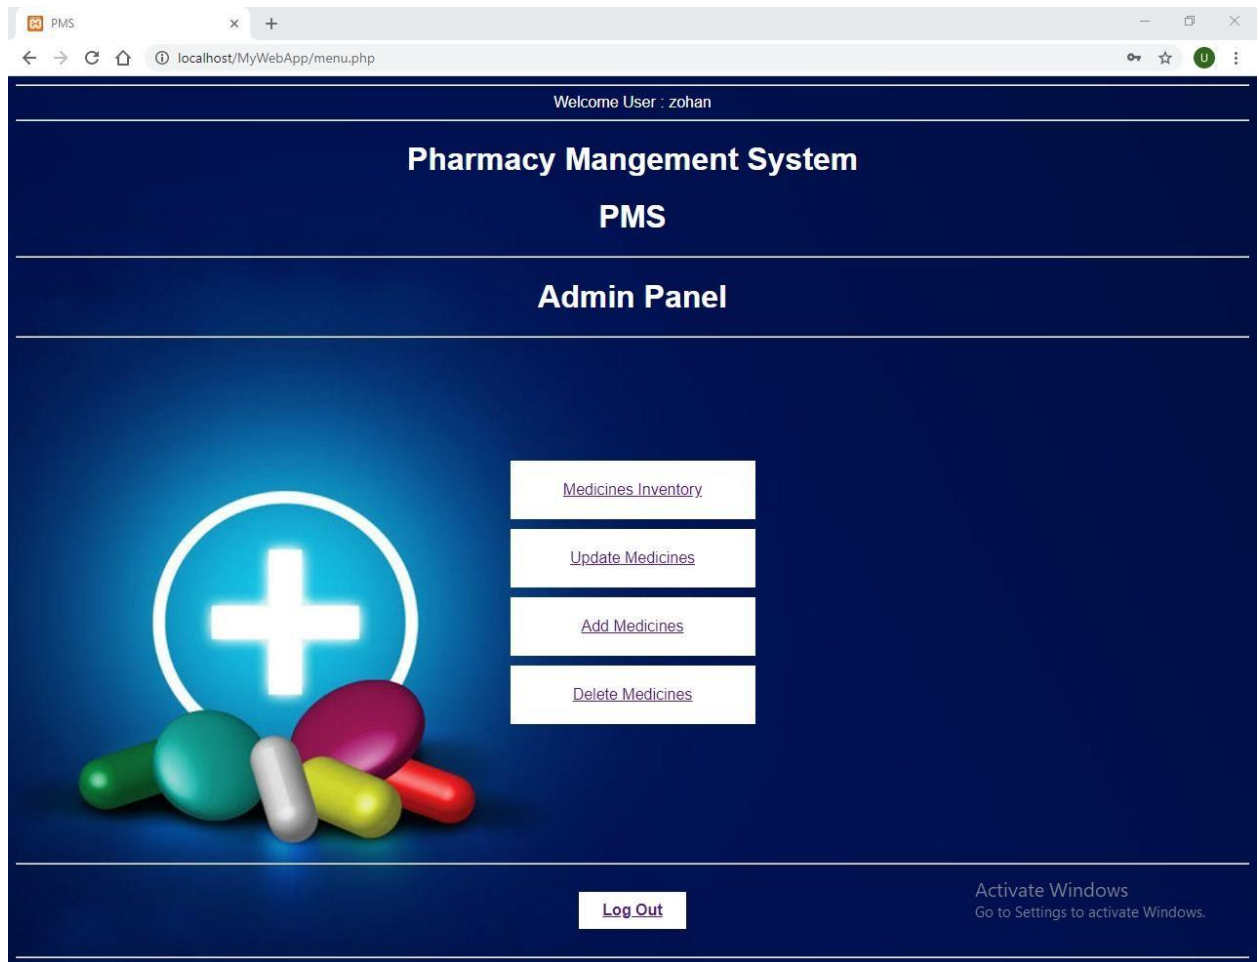 PMS
localhost/MyWebApp/menu.php
U
Welcome User : zohan
Pharmacy Mangement System
PMS
Admin Panel
Medicines Inventory
Update Medicines
Add Medicines
Delete Medicines
Log Out
Activate Windows
Go to Settings to activate Windows.